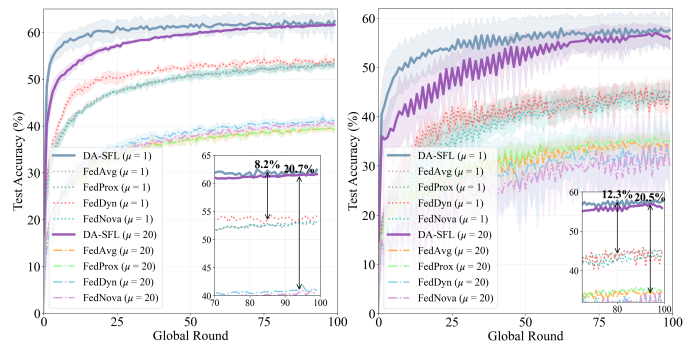 60
50
40
30
20
10
0
Test Accuracy (%)
DA-SFL (μ = 1)
FedAvg (μ = 1)
FedProx (μ = 1)
FedDyn (μ = 1)
FedNova (μ = 1)
DA-SFL (μ = 20)
FedAvg (μ = 20)
FedProx (μ = 20)
FedDyn (μ = 20)
FedNova (μ = 20)
65
60
55
50
45
40
8.2%
20.7%
70
80
90
100
0
25
50
75
100
Global Round
60
50
40
30
20
10
0
Test Accuracy (%)
DA-SFL (μ = 1)
FedAvg (μ = 1)
FedProx (μ = 1)
FedDyn (μ = 1)
FedNova (μ = 1)
DA-SFL (μ = 20)
FedAvg (μ = 20)
FedProx (μ = 20)
FedDyn (μ = 20)
FedNova (μ = 20)
60
50
40
12.3%
20.5%
80
100
0
25
50
75
100
Global Round